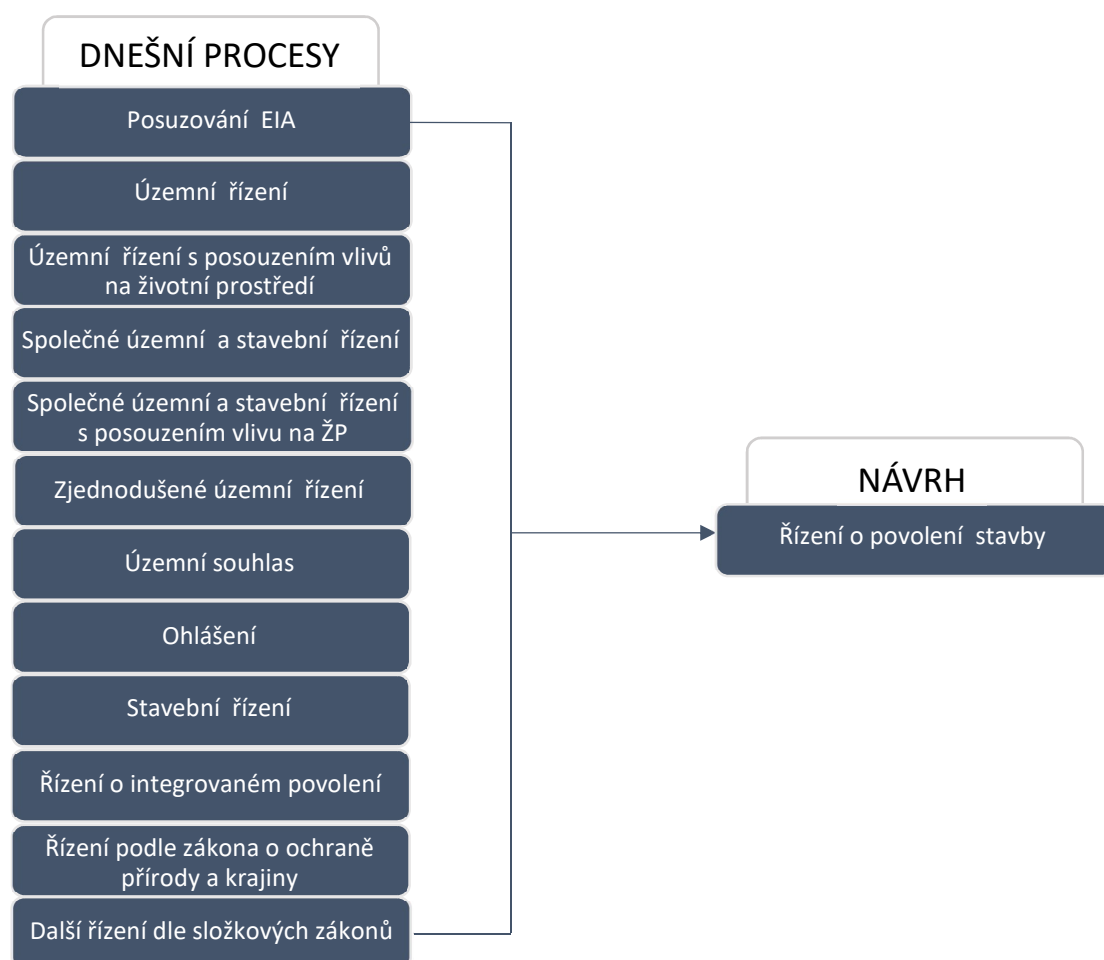 DNEŠNÍ PROCESY
Posuzování EIA
Územní řízení
Územní řízení s posouzením vlivů
na životní prostředí
Společné územní a stavební řízení
Společné územní a stavební řízení
s posouzením vlivu na ŽP
Zjednodušené územní řízení
Územní souhlas
Ohlášení
Stavební řízení
Řízení o integrovaném povolení
Řízení podle zákona o ochraně
přírody a krajiny
Další řízení dle složkových zákonů
NÁVRH
Řízení o povolení stavby